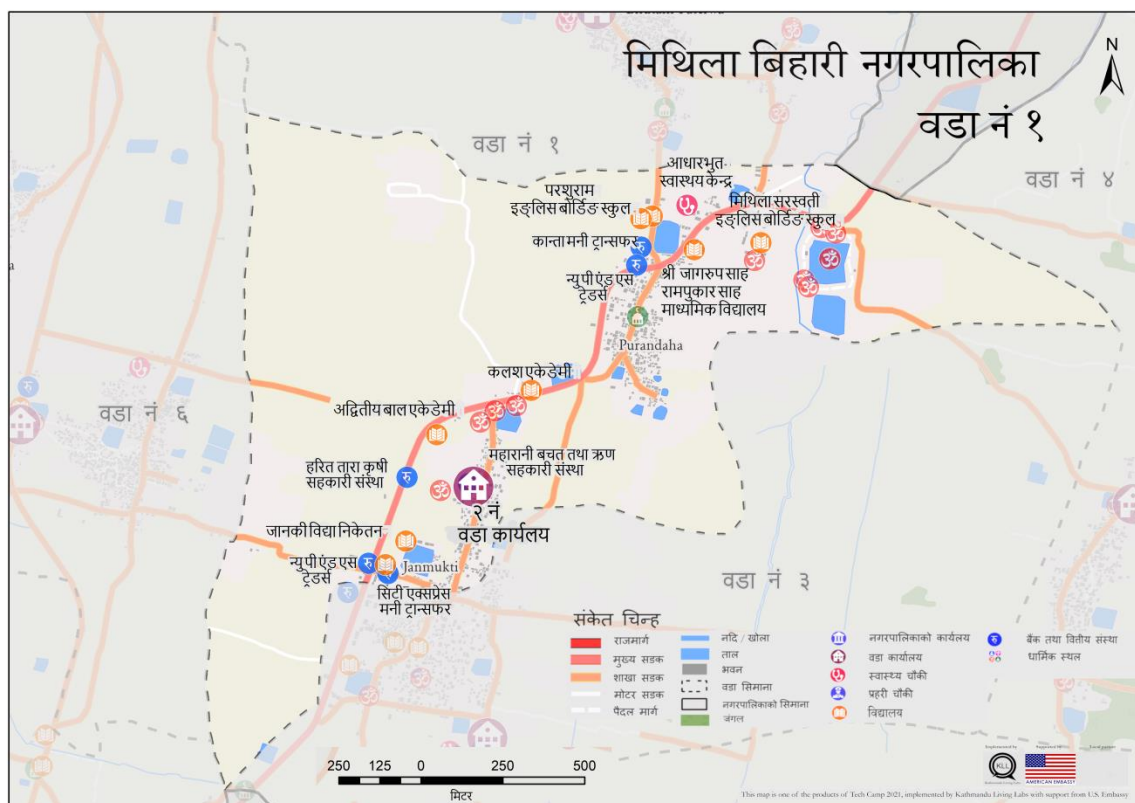 मिथिला बिहारी नगरपालिका
वडा नं १
N
वडा नं १
वडा नं ४
आधारभुत
स्वास्थय केन्द्र
परशुराम
इङ्लिस बोर्डिङ स्कुल
मिथिला सरस्वती
इङ्लिस बोर्डिङ स्कुल
कान्ता मनी ट्रान्सफर
न्यु पी एंड एस
ट्रेडर्स
श्री जागरुप साह
रामपुकार साह
माध्यमिक विद्यालय
Purandaha
कलश एकेडेमी
वडा नं ६
अद्वितीय बाल एकेडेमी
महारानी बचत तथा ऋण
सहकारी संस्था
हरित तारा कृषी
सहकारी संस्था
२ नं
वडा कार्यलय
जानकी विद्या निकेतन
न्यु पी एंड एस
ट्रेडर्स
Janmukti
सिटी एक्सप्रेस
मनी ट्रान्सफर
वडा नं ३
संकेत चिन्ह
राजमार्ग
मुख्य सडक
शाखा सडक
मोटर सडक
पैदल मार्ग
नदि / खोला
ताल
भवन
वडा सिमाना
नगरपालिकाको सिमाना
जंगल
नगरपालिकाको कार्यलय
वडा कार्यालय
स्वास्थ्य चौकी
प्रहरी चौकी
विद्यालय
बैंक तथा वित्तीय संस्था
धार्मिक स्थल
250 125 0 250 500
मिटर
KLL
AMERICAN EMBASSY
This map is one of the products of Tech Camp 2021, implemented by Kathmandu Living Labs with support from U.S. Embassy